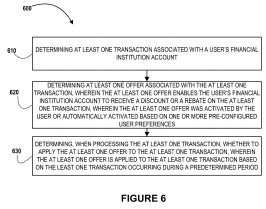 600
610
DETERMINING AT LEAST ONE TRANSACTION ASSOCIATED WITH A USER'S FINANCIAL
INSTITUTION ACCOUNT
620
DETERMINING AT LEAST ONE OFFER ASSOCIATED WITH THE AT LEAST ONE
TRANSACTION, WHEREIN THE AT LEAST ONE OFFER ENABLES THE USER'S FINANCIAL
INSTITUTION ACCOUNT TO RECEIVE A DISCOUNT OR A REBATE ON THE AT LEAST
ONE TRANSACTION, WHEREIN THE AT LEAST ONE OFFER WAS ACTIVATED BY THE
USER OR AUTOMATICALLY ACTIVATED BASED ON ONE OR MORE PRE-CONFIGURED
USER PREFERENCES
630
DETERMINING, WHEN PROCESSING THE AT LEAST ONE TRANSACTION, WHETHER TO
APPLY THE AT LEAST ONE OFFER TO THE AT LEAST ONE TRANSACTION, WHEREIN
THE AT LEAST ONE OFFER IS APPLIED TO THE AT LEAST ONE TRANSACTION BASED
ON THE LEAST ONE TRANSACTION OCCURRING DURING A PREDETERMINED PERIOD
FIGURE 6